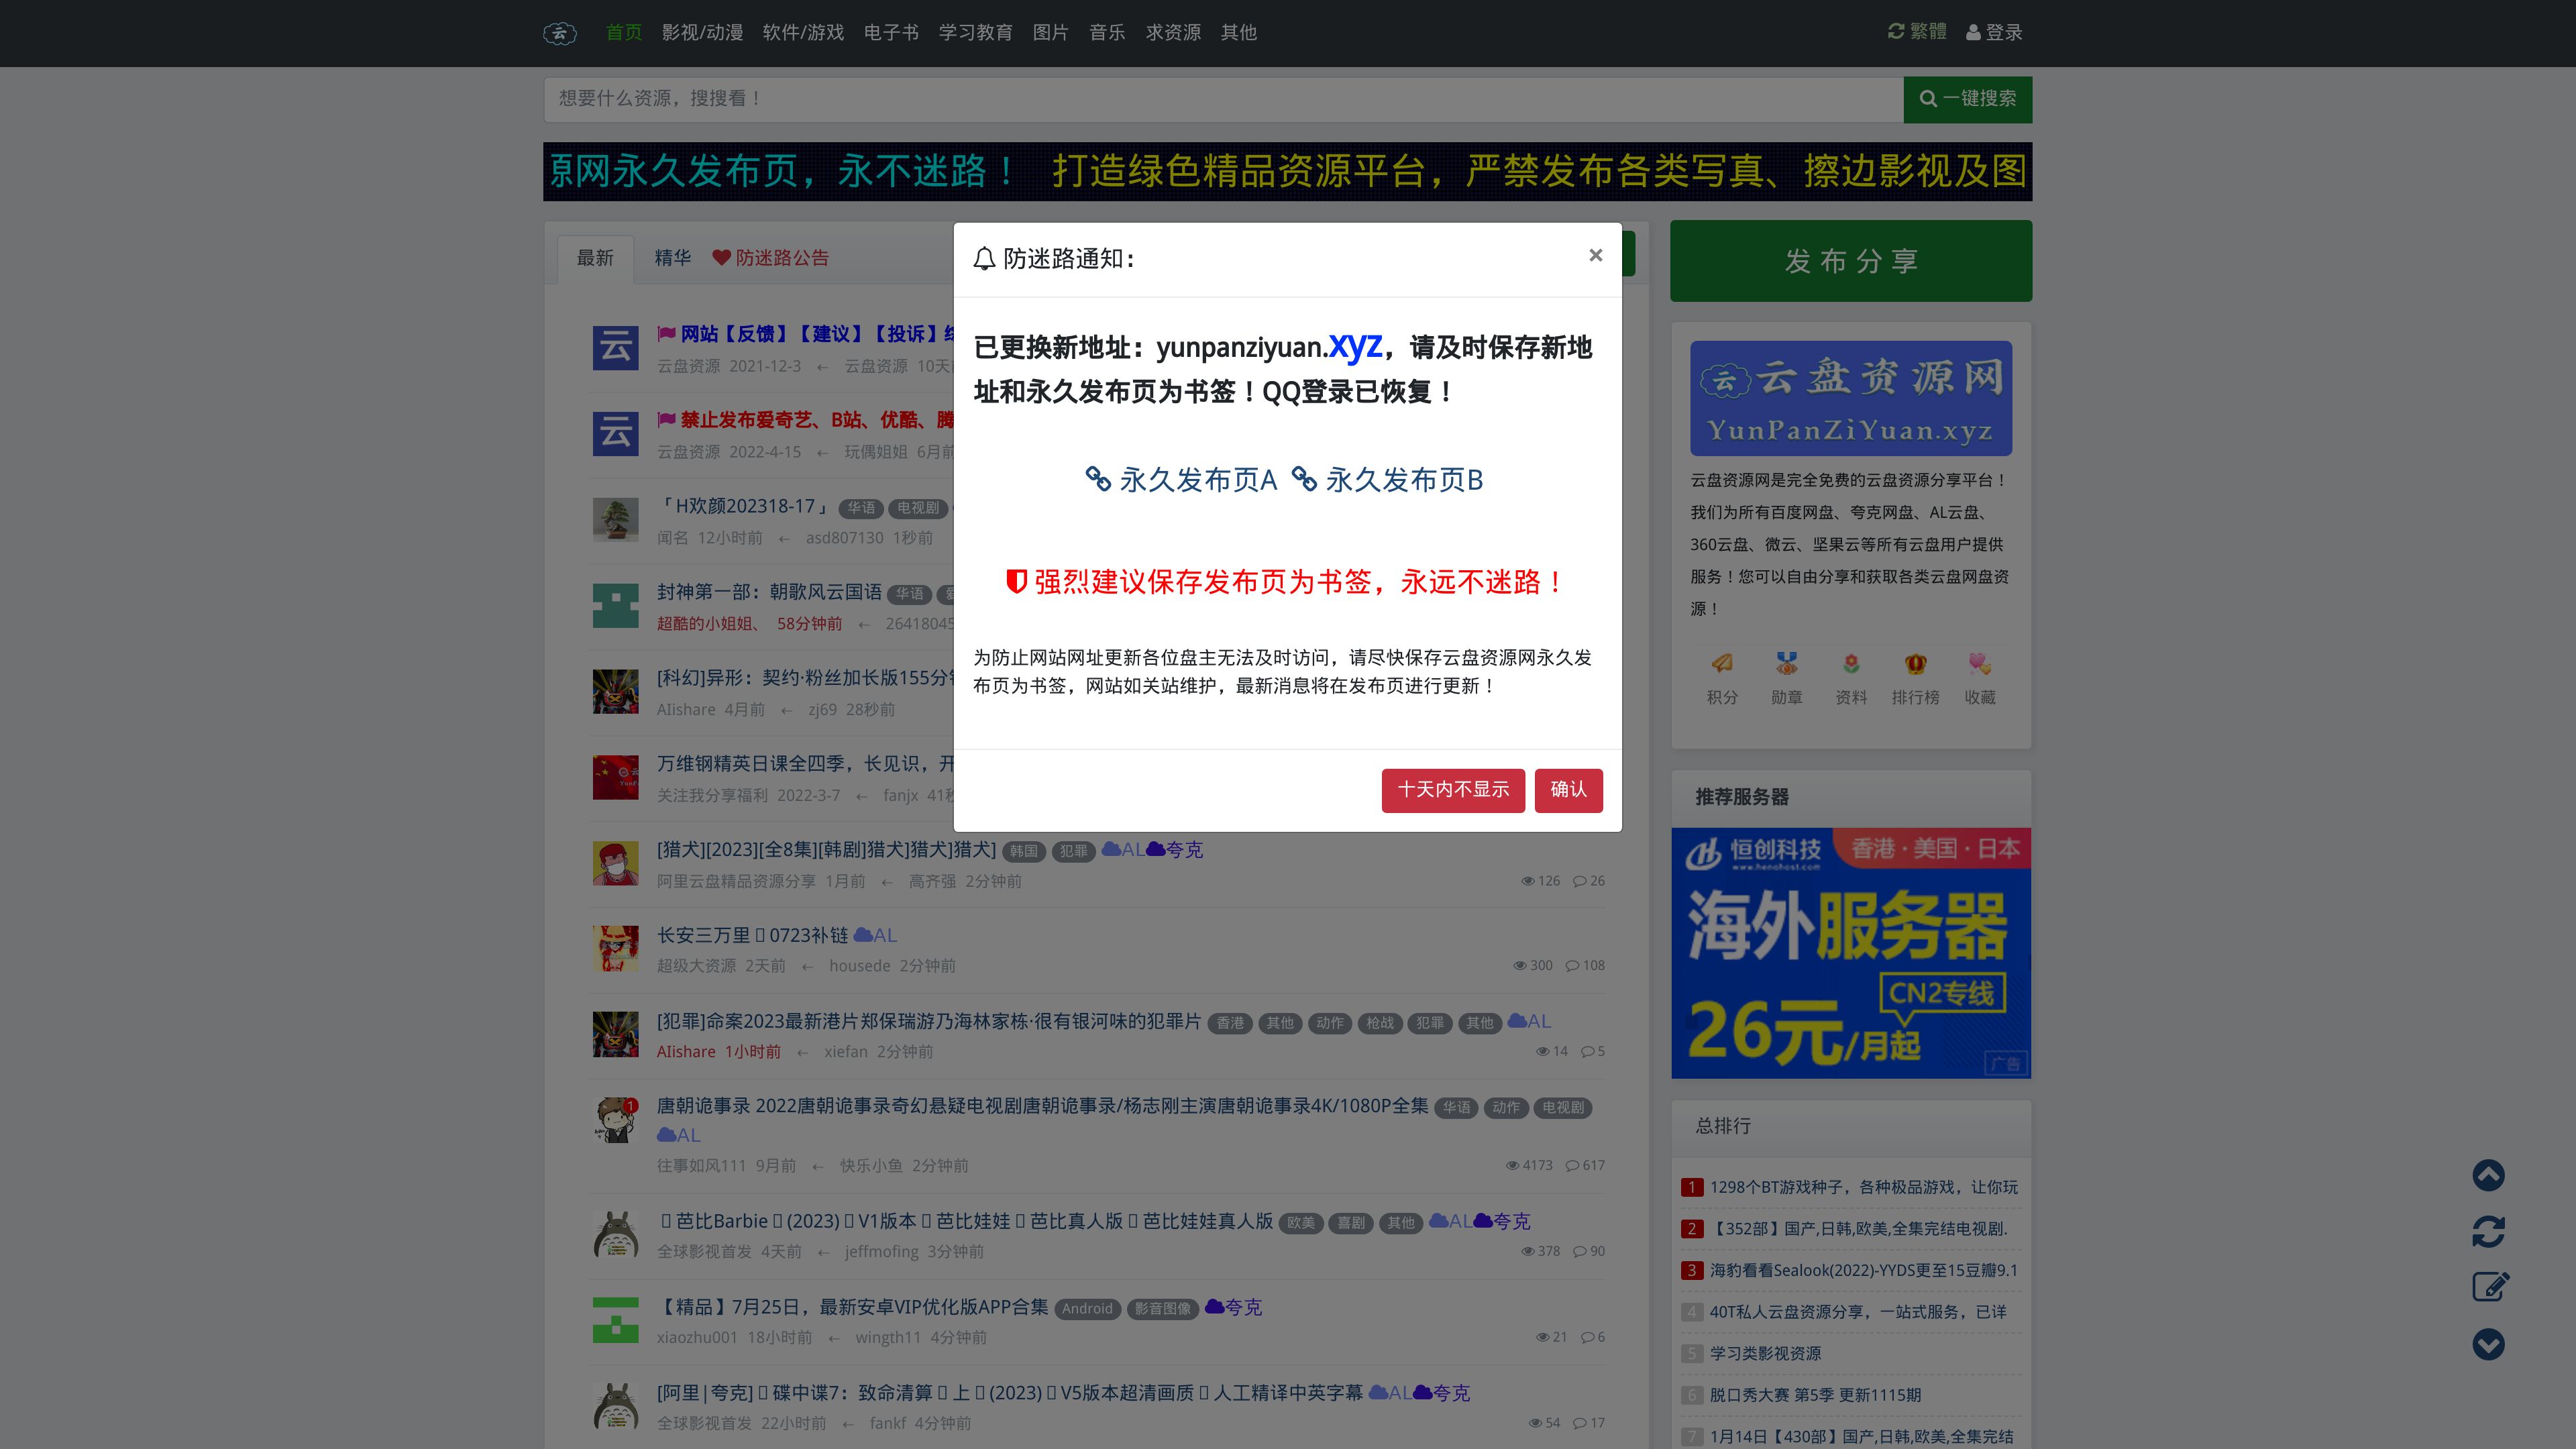 云 首页 影视/动漫 软件/游戏 电子书 学习教育 图片 音乐 求资源 其他 繁體 登录
想要什么资源，搜搜看！ 一键搜索
源网永久发布页，永不迷路！ 打造绿色精品资源平台，严禁发布各类写真、擦边影视及图
最新 精华 防迷路公告
防迷路通知： ×
已更换新地址：yunpanziyuan.xyz，请及时保存新地
址和永久发布页为书签！QQ登录已恢复！
永久发布页A 永久发布页B
强烈建议保存发布页为书签，永远不迷路！
为防止网站网址更新各位盘主无法及时访问，请尽快保存云盘资源网永久发
布页为书签，网站如关站维护，最新消息将在发布页进行更新！
十天内不显示 确认
云 网站【反馈】【建议】【投诉】
云盘资源 2021-12-3 ← 云盘资源 10天
云 禁止发布爱奇艺、B站、优酷、腾
云盘资源 2022-4-15 ← 玩偶姐姐 6月前
「H欢颜202318-17」 华语 电视剧
闻名 12小时前 ← asd807130 1秒前
封神第一部：朝歌风云国语 华语
超酷的小姐姐、 58分钟前 ← 26418045
[科幻]异形：契约·粉丝加长版155分
AIishare 4月前 ← zj69 28秒前
万维钢精英日课全四季，长见识，开
关注我分享福利 2022-3-7 ← fanjx 41秒
[猎犬][2023][全8集][韩剧]猎犬]猎犬]猎犬] 韩国 犯罪 AL夸克
阿里云盘精品资源分享 1月前 ← 高齐强 2分钟前 126 26
长安三万里 0723补链 AL
超级大资源 2天前 ← housede 2分钟前 300 108
[犯罪]命案2023最新港片郑保瑞游乃海林家栋·很有银河味的犯罪片 香港 其他 动作 枪战 犯罪 其他 AL
AIishare 1小时前 ← xiefan 2分钟前 14 5
1 唐朝诡事录 2022唐朝诡事录奇幻悬疑电视剧唐朝诡事录/杨志刚主演唐朝诡事录4K/1080P全集 华语 动作 电视剧
AL
往事如风111 9月前 ← 快乐小鱼 2分钟前 4173 617
芭比Barbie (2023) V1版本 芭比娃娃 芭比真人版 芭比娃娃真人版 欧美 喜剧 其他 AL夸克
全球影视首发 4天前 ← jeffmofing 3分钟前 378 90
【精品】7月25日，最新安卓VIP优化版APP合集 Android 影音图像 夸克
xiaozhu001 18小时前 ← wingth11 4分钟前 21 6
[阿里|夸克] 碟中谍7：致命清算 上 (2023) V5版本超清画质 人工精译中英字幕 AL夸克
全球影视首发 22小时前 ← fankf 4分钟前 54 17
发 布 分 享
云 云盘资源网
YunPanZiYuan.xyz
云盘资源网是完全免费的云盘资源分享平台！
我们为所有百度网盘、夸克网盘、AL云盘、
360云盘、微云、坚果云等所有云盘用户提供
服务！您可以自由分享和获取各类云盘网盘资
源！
积分 勋章 资料 排行榜 收藏
推荐服务器
恒创科技 香港·美国·日本
www.henghost.com
海外服务器
CN2专线
26元/月起
广告
总排行
1 1298个BT游戏种子，各种极品游戏，让你玩
2 【352部】国产,日韩,欧美,全集完结电视剧.
3 海豹看看Sealook(2022)-YYDS更至15豆瓣9.1
4 40T私人云盘资源分享，一站式服务，已详
5 学习类影视资源
6 脱口秀大赛 第5季 更新1115期
7 1月14日【430部】国产,日韩,欧美,全集完结